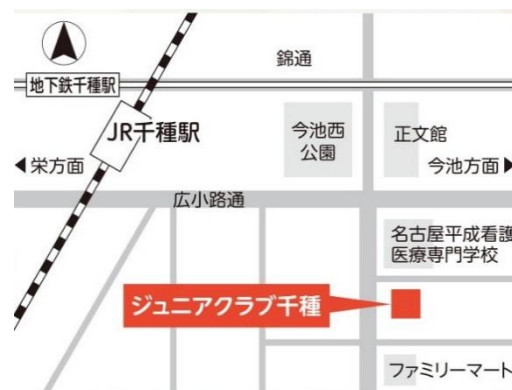 錦通
地下鉄千種駅
JR千種駅
今池西
公園
正文館
◀栄方面
今池方面▶
広小路通
名古屋平成看護
医療専門学校
ジュニアクラブ千種
ファミリーマート